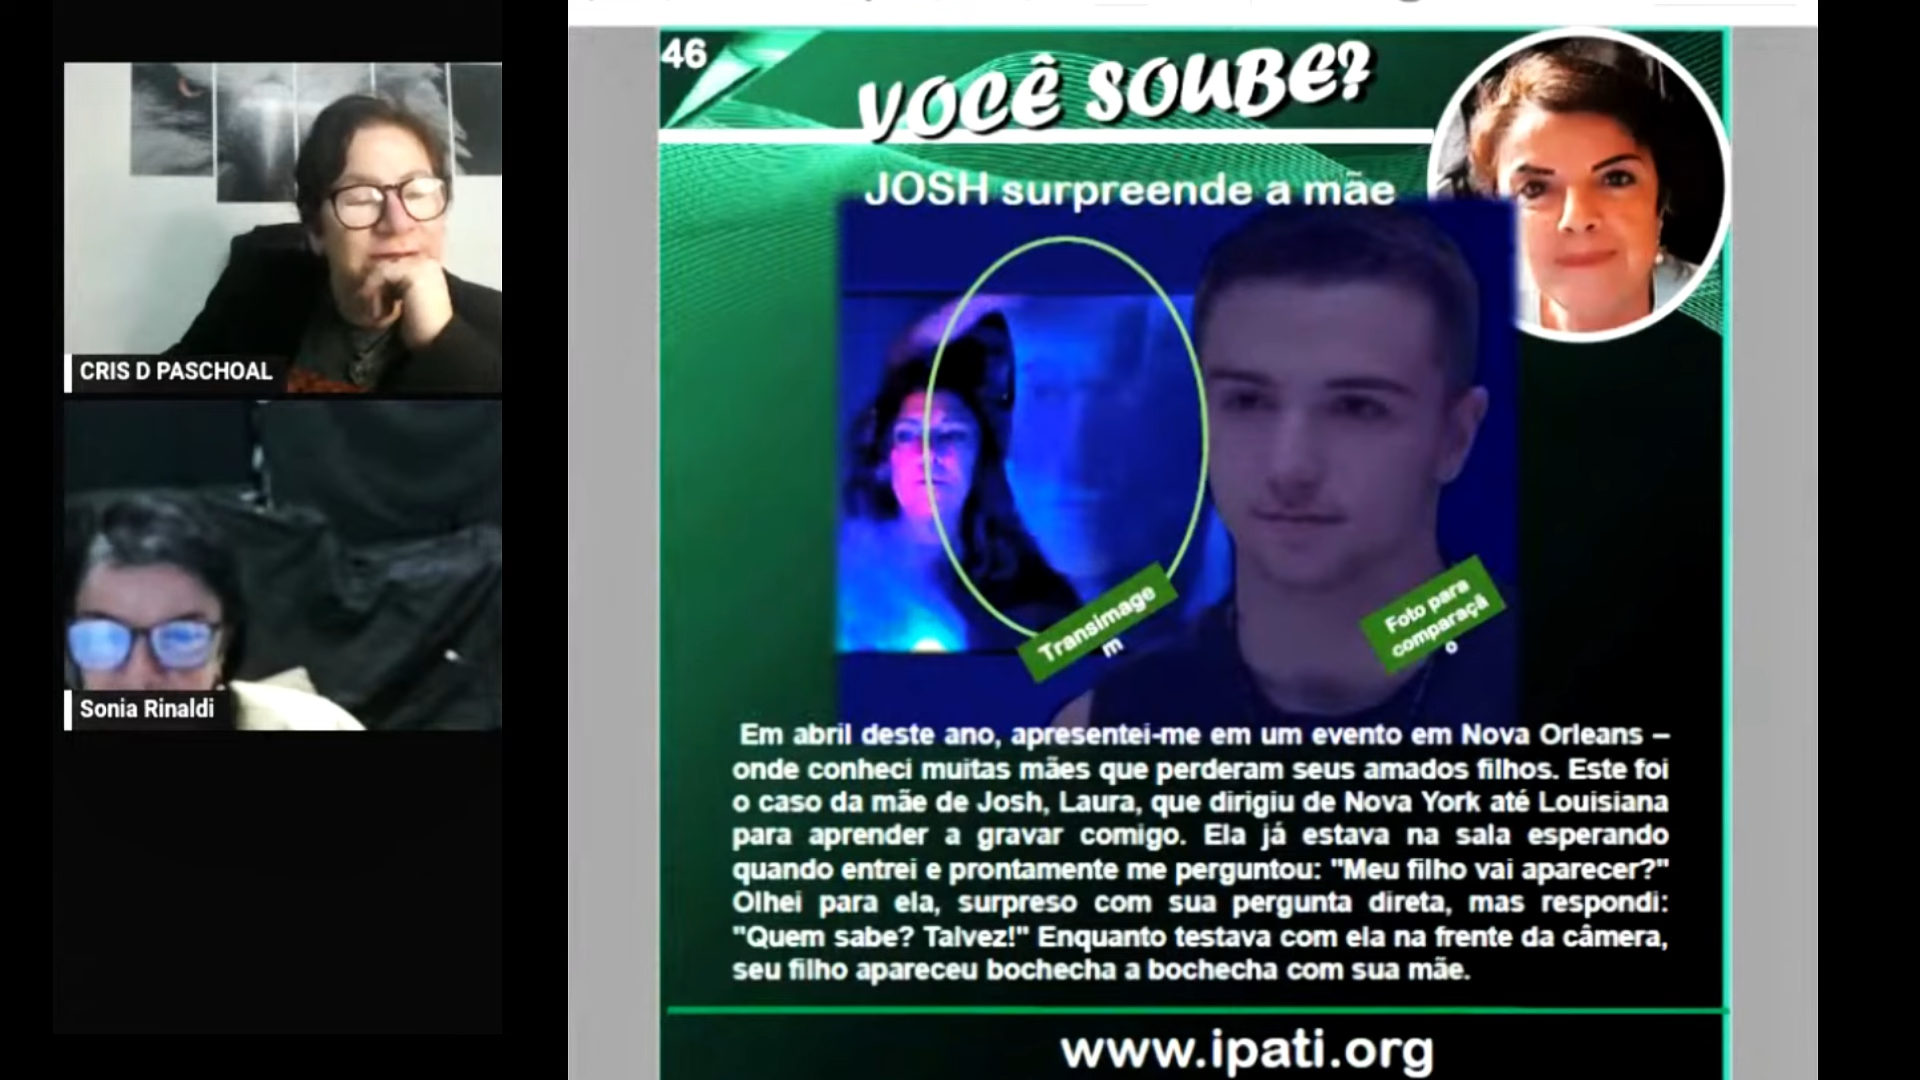 CRIS D PASCHOAL
Sonia Rinaldi
46
VOCÊ SOUBE?
JOSH surpreende a mãe
Transimage
m
Foto para
comparaçã
o
Em abril deste ano, apresentei-me em um evento em Nova Orleans –
onde conheci muitas mães que perderam seus amados filhos. Este foi
o caso da mãe de Josh, Laura, que dirigiu de Nova York até Louisiana
para aprender a gravar comigo. Ela já estava na sala esperando
quando entrei e prontamente me perguntou: "Meu filho vai aparecer?"
Olhei para ela, surpreso com sua pergunta direta, mas respondi:
"Quem sabe? Talvez!" Enquanto testava com ela na frente da câmera,
seu filho apareceu bochecha a bochecha com sua mãe.
www.ipati.org